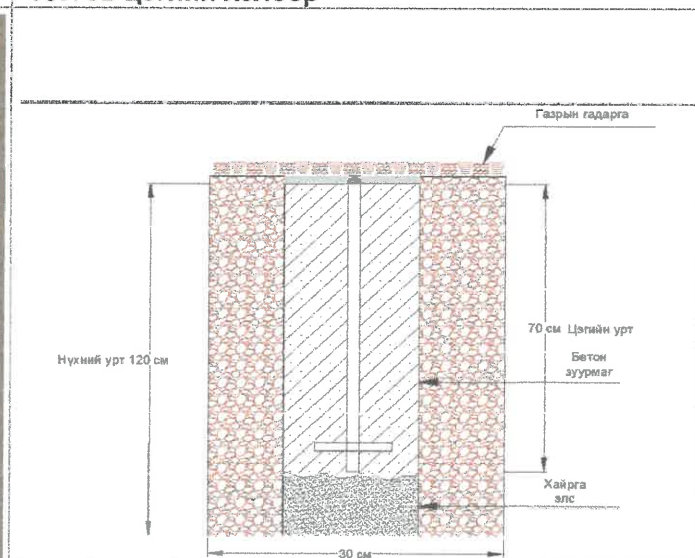 Газрын гадарга
70 см Цэгийн урт
Нүхний урт 120 см
Бетон
зуурмаг
Хайрга
элс
30 см